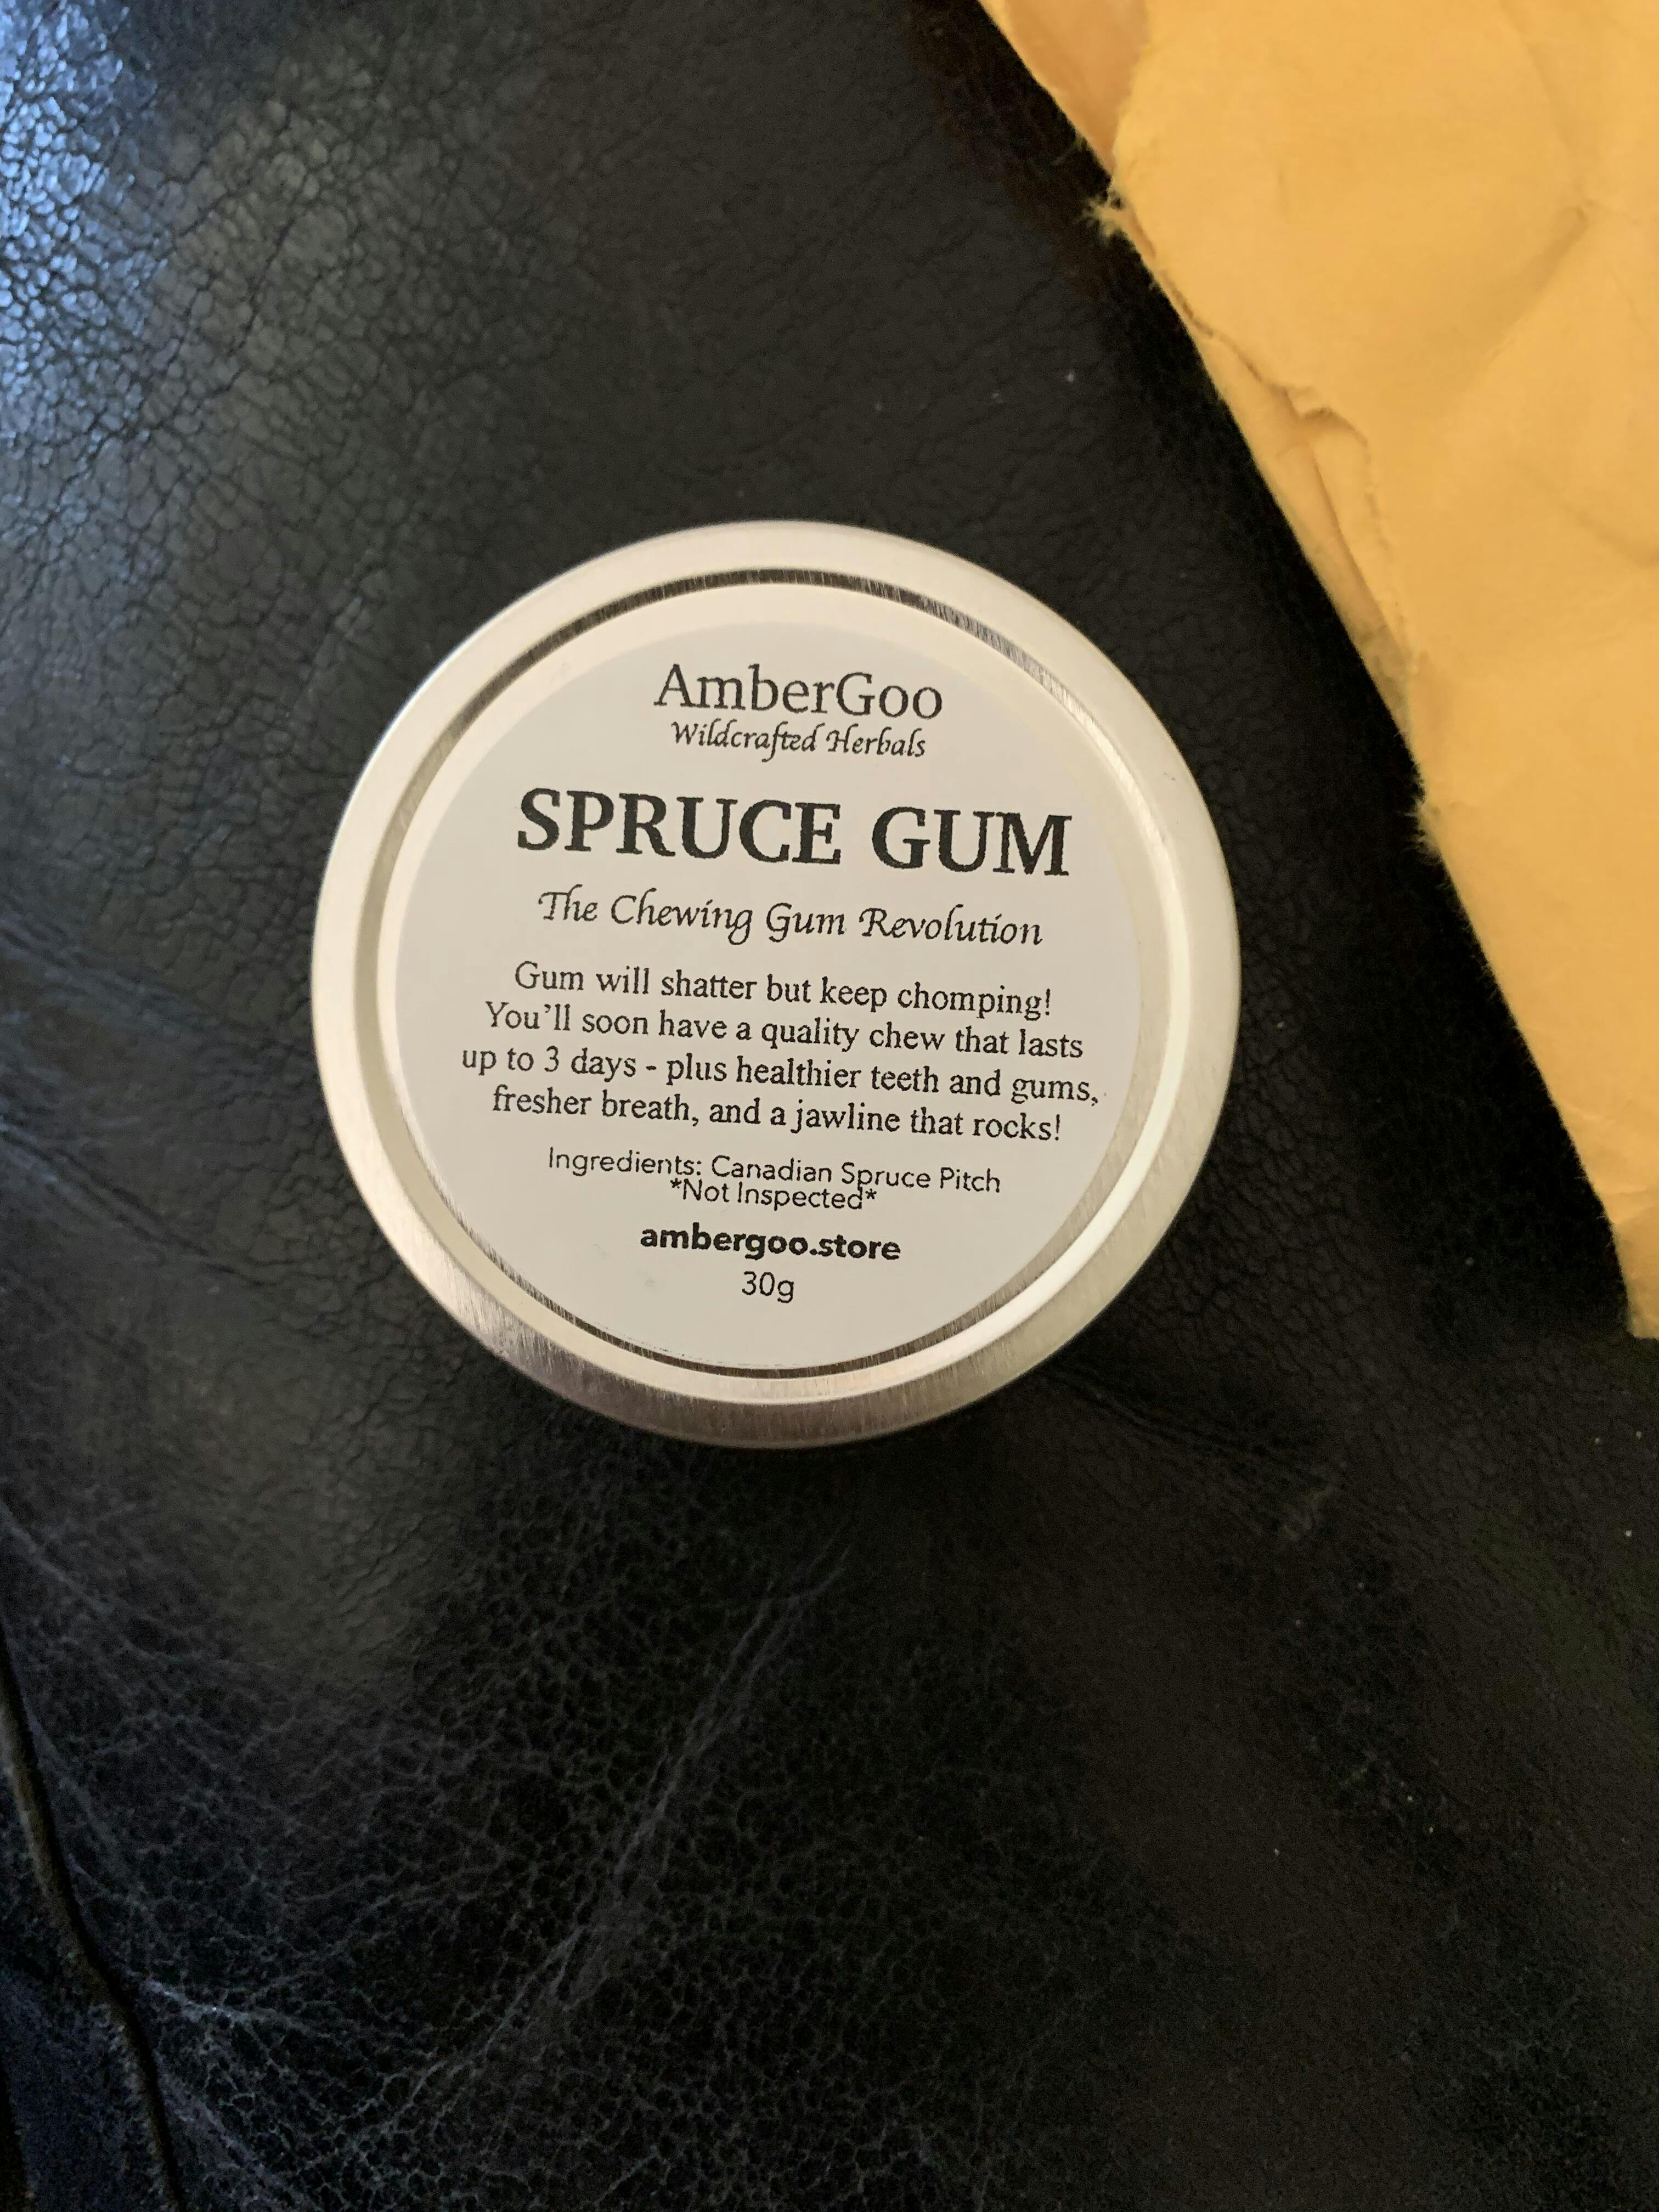 AmberGoo
Wildcrafted Herbals
SPRUCE GUM
The Chewing Gum Revolution
Gum will shatter but keep chomping!
You'll soon have a quality chew that lasts
up to 3 days - plus healthier teeth and gums,
fresher breath, and a jawline that rocks!
Ingredients: Canadian Spruce Pitch
*Not Inspected*
ambergoo.store
30g